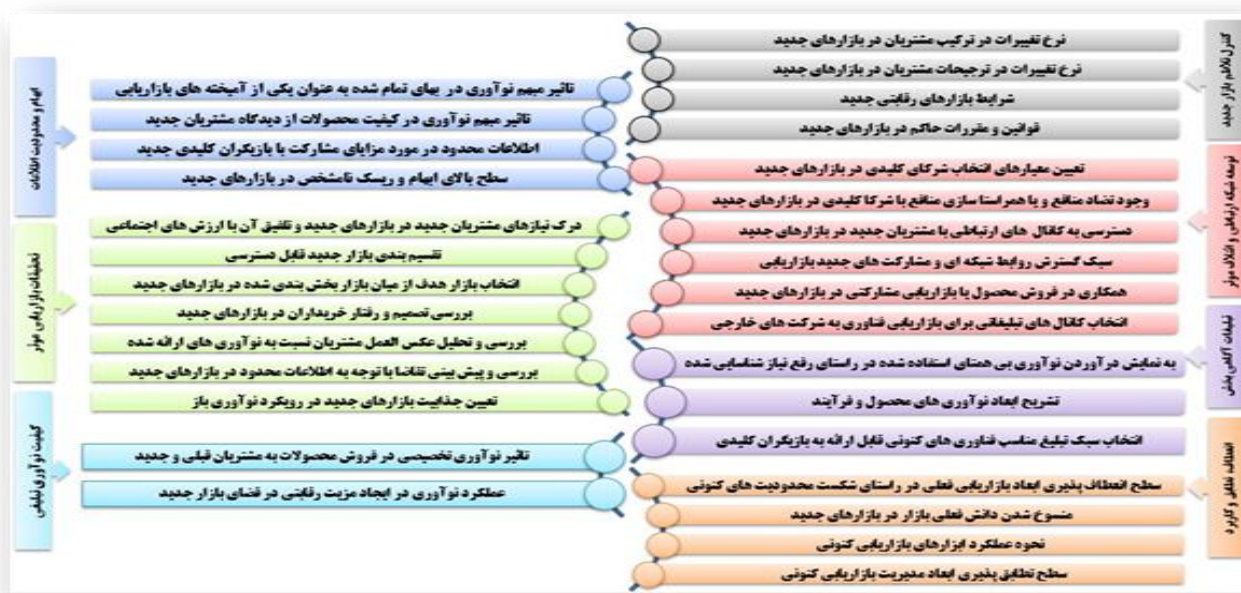 کنترل تلاطم بازار جدید
نرخ تغییرات در ترکیب مشتریان در بازارهای جدید
نرخ تغییرات در ترجیحات مشتریان در بازارهای جدید
شرایط بازارهای رقابتی جدید
قوانین و مقررات حاکم در بازارهای جدید
توسعه شبکه ارتباطی و ائتلاف موثر
تعیین معیارهای انتخاب شرکای کلیدی در بازارهای جدید
وجود تضاد منافع و یا همراستا سازی منافع با شرکا کلیدی در بازارهای جدید
دسترسی به کانال های ارتباطی با مشتریان جدید در بازارهای جدید
سبک گسترش روابط شبکه ای و مشارکت های جدید بازاریابی
همکاری در فروش محصول یا بازاریابی مشارکتی در بازارهای جدید
انتخاب کانال های تبلیغاتی برای بازاریابی فناوری به شرکت های خارجی
تبلیغات آگاهی بخش
به نمایش درآوردن نوآوری بی همتای استفاده شده در راستای رفع نیاز شناسایی شده
تشریح ابعاد نوآوری های محصول و فرآیند
انتخاب سبک تبلیغ مناسب فناوری های کنونی قابل ارائه به بازیگران کلیدی
انعطاف، تطابق و کاربرد
سطح انعطاف پذیری ابعاد بازاریابی فعلی در راستای شکست محدودیت های کنونی
منسوخ شدن دانش فعلی بازار در بازارهای جدید
نحوه عملکرد ابزارهای بازاریابی کنونی
سطح تطابق پذیری ابعاد مدیریت بازاریابی کنونی
ابهام و محدودیت اطلاعات
تاثیر مبهم نوآوری در بهای تمام شده به عنوان یکی از آمیخته های بازاریابی
تاثیر مبهم نوآوری در کیفیت محصولات از دیدگاه مشتریان جدید
اطلاعات محدود در مورد مزایای مشارکت با بازیگران کلیدی جدید
سطح بالای ابهام و ریسک نامشخص در بازارهای جدید
تحقیقات بازاریابی موثر
درک نیازهای مشتریان جدید در بازارهای جدید و تلفیق آن با ارزش های اجتماعی
تقسیم بندی بازار جدید قابل دسترسی
انتخاب بازار هدف از میان بازار بخش بندی شده در بازارهای جدید
بررسی تصمیم و رفتار خریداران در بازارهای جدید
بررسی و تحلیل عکس العمل مشتریان نسبت به نوآوری های ارائه شده
بررسی و پیش بینی تقاضا با توجه به اطلاعات محدود در بازارهای جدید
تعیین جذابیت بازارهای جدید در رویکرد نوآوری باز
کیفیت نوآوری تبلیغی
تاثیر نوآوری تخصیصی در فروش محصولات به مشتریان قبلی و جدید
عملکرد نوآوری در ایجاد مزیت رقابتی در فضای بازار جدید